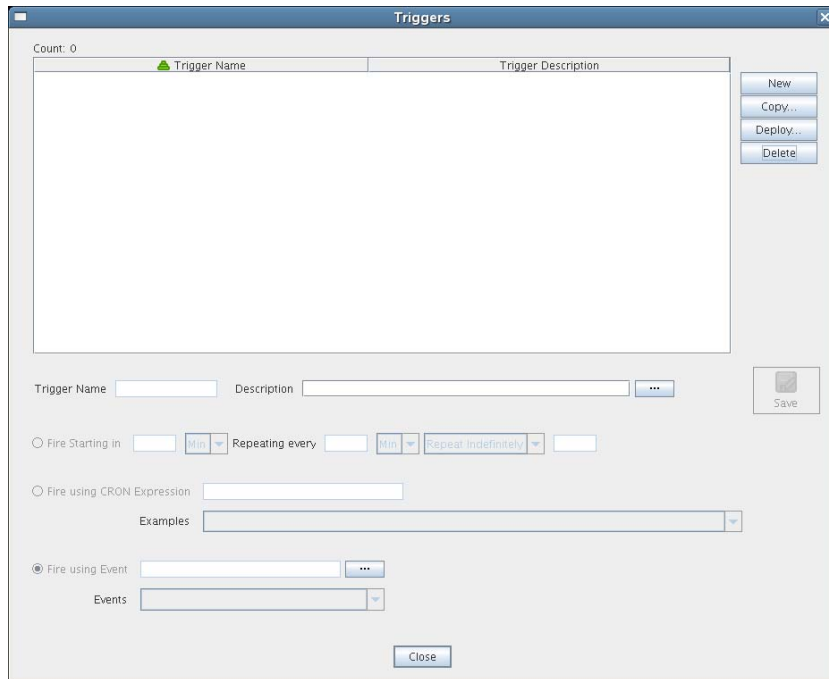 Triggers
Count: 0
Trigger Name Trigger Description
New
Copy...
Deploy...
Delete
Trigger Name Description ...
Save
Fire Starting in Min Repeating every Min Repeat Indefinitely
Fire using CRON Expression
Examples
Fire using Event ...
Events
Close